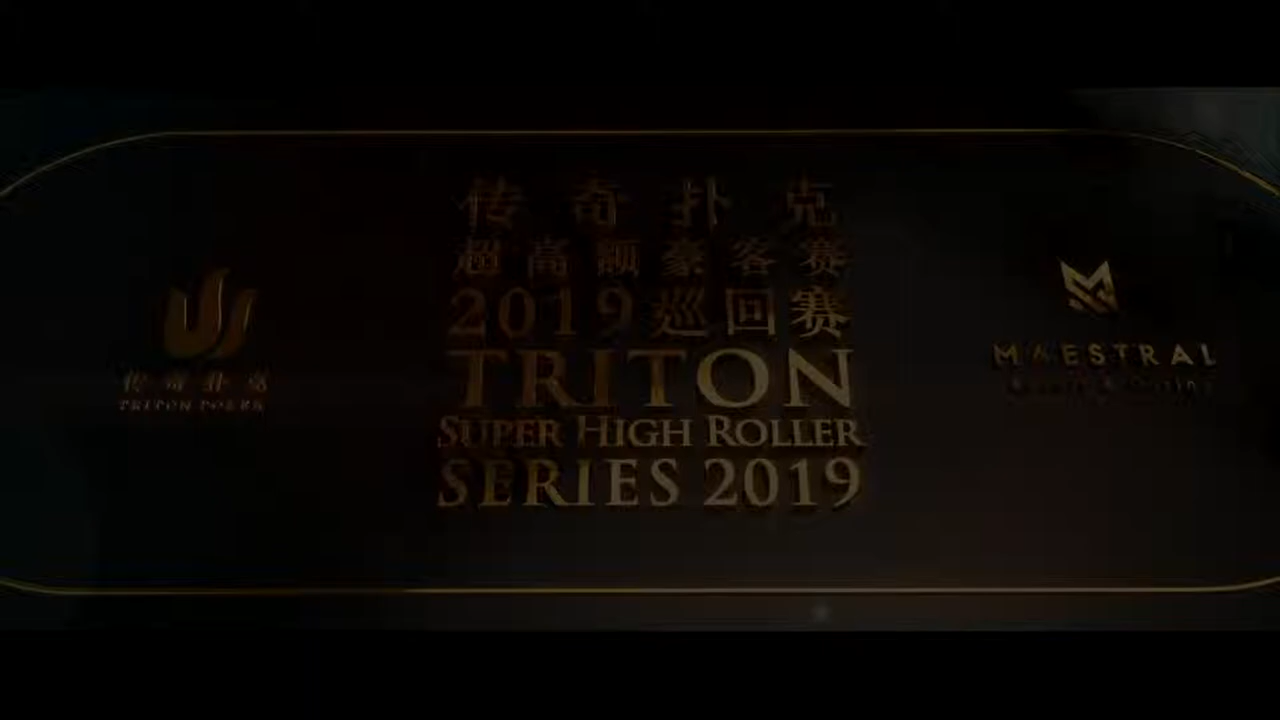 传奇扑克
超高额豪客赛
2019巡回赛
TRITON
SUPER HIGH ROLLER
SERIES 2019
传奇扑克
TRITON POKER
MAESTRAL